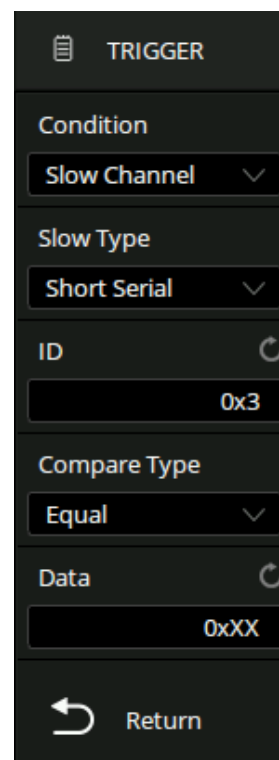 TRIGGER
Condition
Slow Channel
Slow Type
Short Serial
ID
0x3
Compare Type
Equal
Data
0xXX
Return